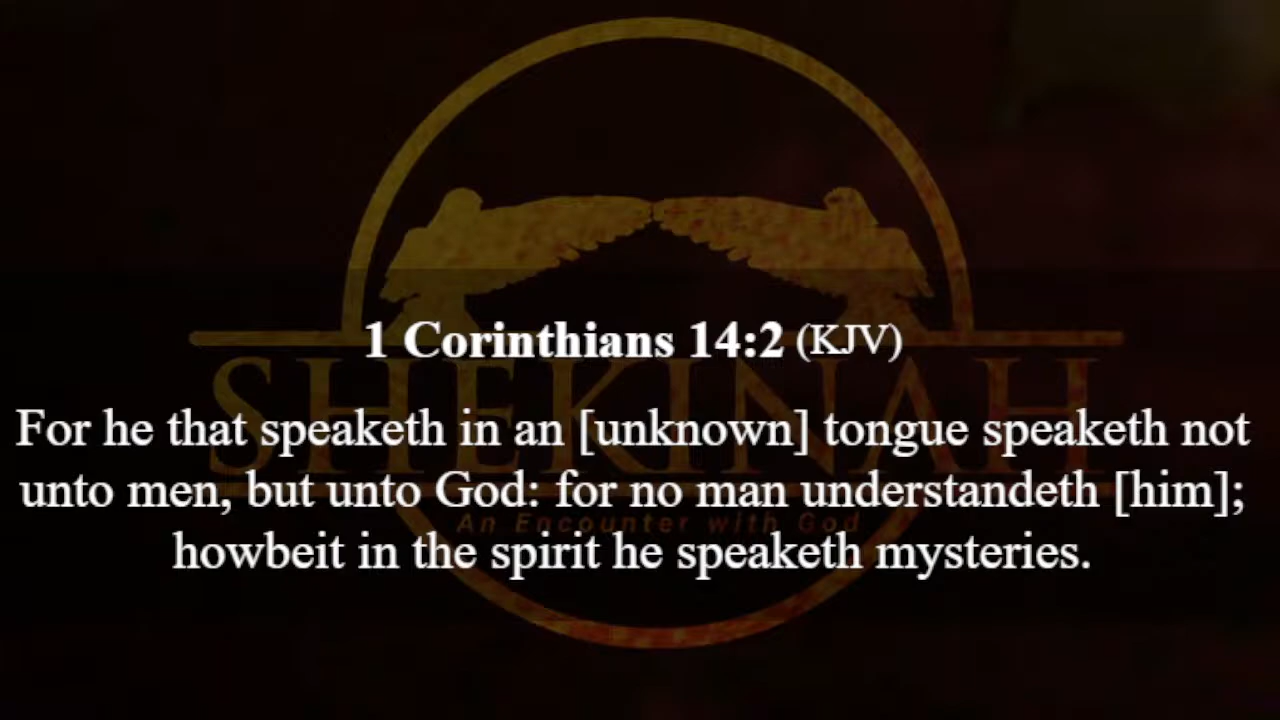 1 Corinthians 14:2 (KJV)
SHEKINAH
For he that speaketh in an [unknown] tongue speaketh not
unto men, but unto God: for no man understandeth [him];
An Encounter with God
howbeit in the spirit he speaketh mysteries.